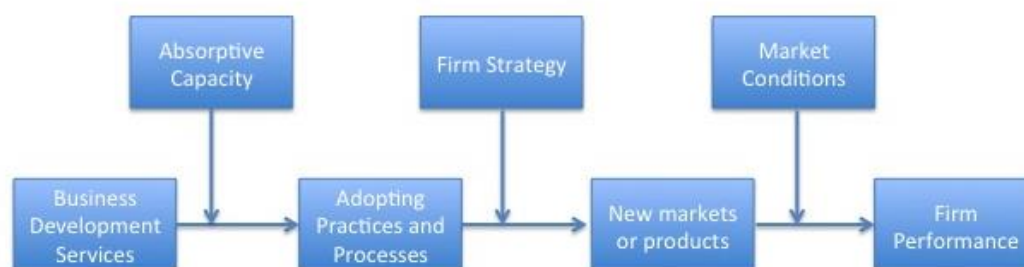 Absorptive
Capacity
Firm Strategy
Market
Conditions
Business
Development
Services
Adopting
Practices and
Processes
New markets
or products
Firm
Performance